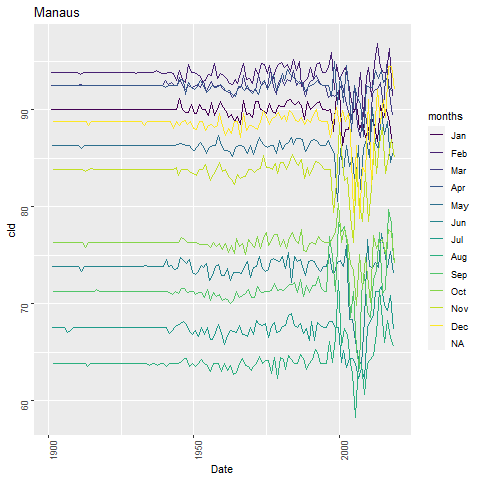 Manaus
cld
90
80
70
60
1900
1950
2000
Date
months
Jan
Feb
Mar
Apr
May
Jun
Jul
Aug
Sep
Oct
Nov
Dec
NA